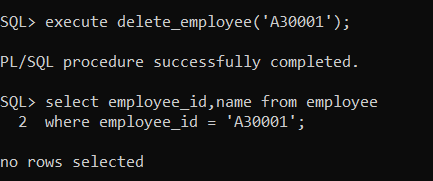 SQL> execute delete_employee('A30001');
PL/SQL procedure successfully completed.
SQL> select employee_id,name from employee
  2  where employee_id = 'A30001';
no rows selected